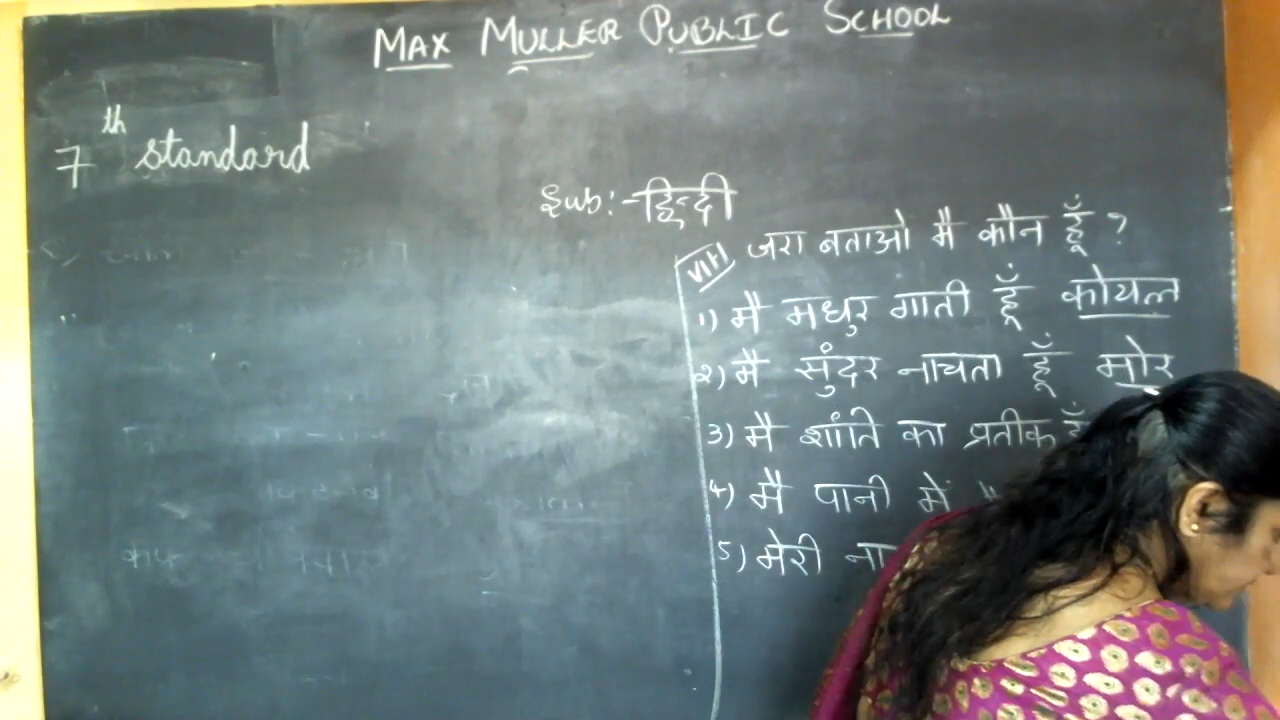 MAX MULLER PUBLIC SCHOOL
7th standard
Sub:-हिन्दी
VIII जरा बताओ मै कौन हूँ ?
1) मै मधुर गाती हूँ कोयल
2) मै सुंदर नाचता हूँ मोर
3) मै शांति का प्रतीक हूँ
4) मै पानी में
5) मेरी